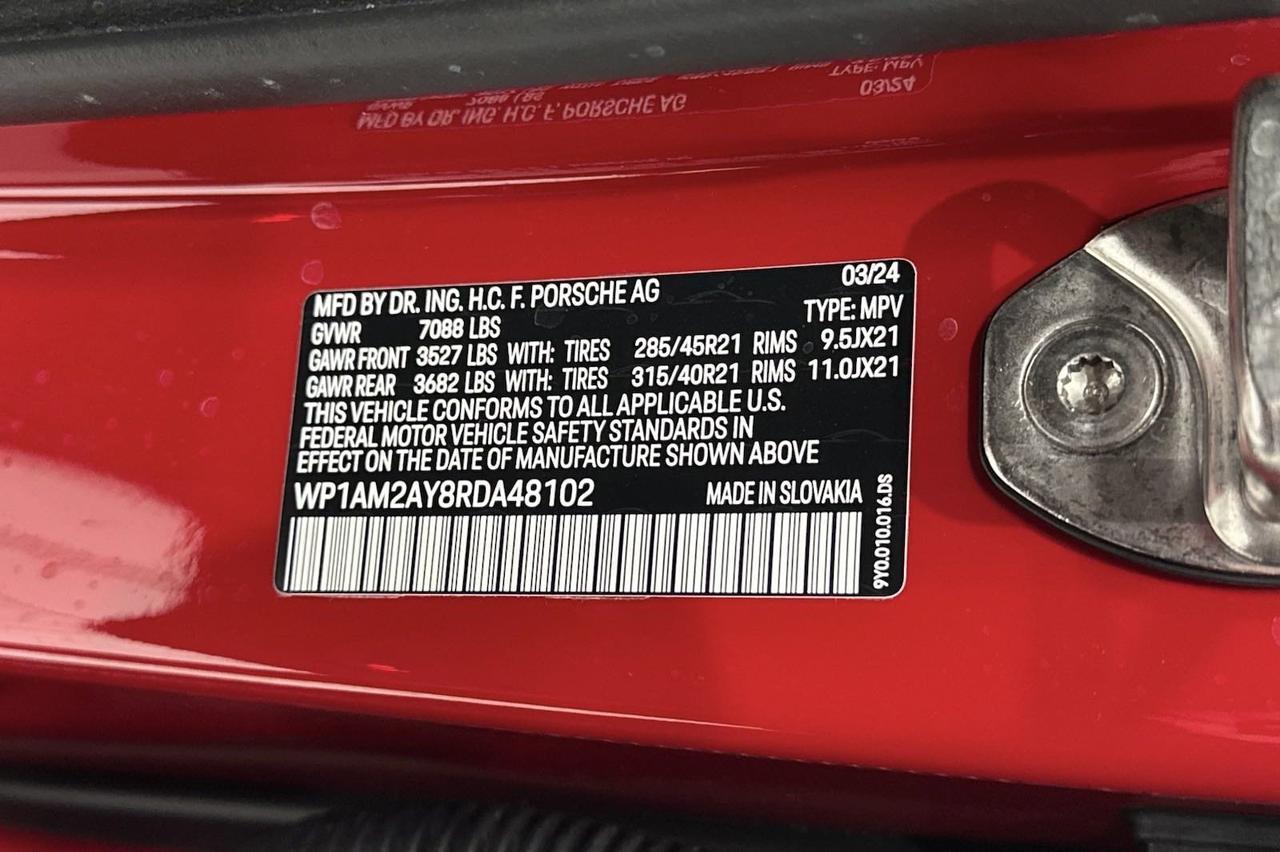 MFD BY DR. ING. H.C. F. PORSCHE AG 03/24
GVWR 7088 LBS TYPE: MPV
GAWR FRONT 3527 LBS WITH: TIRES 285/45R21 RIMS 9.5JX21
GAWR REAR 3682 LBS WITH: TIRES 315/40R21 RIMS 11.0JX21
THIS VEHICLE CONFORMS TO ALL APPLICABLE U.S.
FEDERAL MOTOR VEHICLE SAFETY STANDARDS IN
EFFECT ON THE DATE OF MANUFACTURE SHOWN ABOVE
WP1AM2AY8RDA48102 MADE IN SLOVAKIA
9Y0.010.016.DS